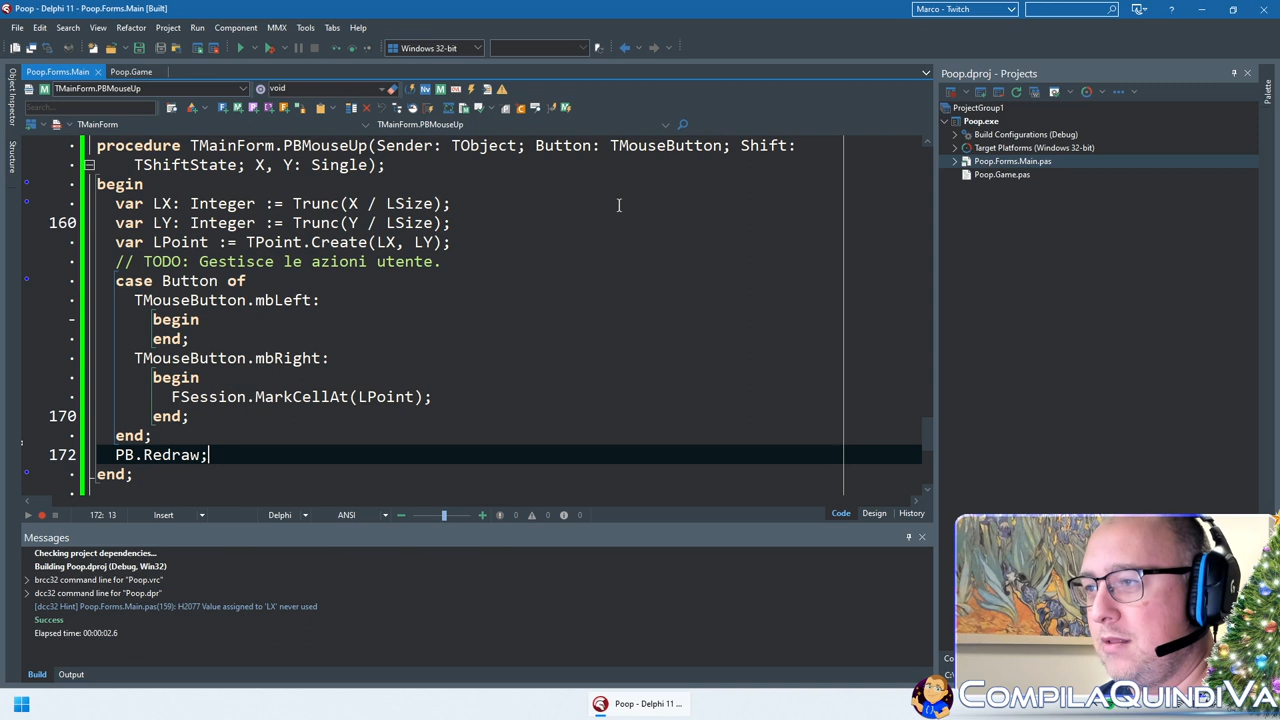 Poop - Delphi 11 - Poop.Forms.Main [Built]
Marco - Twitch
File Edit Search View Refactor Project Run Component MMX Tools Tabs Help
Windows 32-bit
Poop.Forms.Main
Poop.Game
TMainForm.PBMouseUp
void
Search...
TMainForm
TMainForm.PBMouseUp
procedure TMainForm.PBMouseUp(Sender: TObject; Button: TMouseButton; Shift:
TShiftState; X, Y: Single);
begin
var LX: Integer := Trunc(X / LSize);
160 var LY: Integer := Trunc(Y / LSize);
var LPoint := TPoint.Create(LX, LY);
// TODO: Gestisce le azioni utente.
case Button of
TMouseButton.mbLeft:
begin
end;
TMouseButton.mbRight:
begin
FSession.MarkCellAt(LPoint);
170 end;
end;
172 PB.Redraw;
end;
172: 13 Insert Delphi ANSI 0 0 0
Code Design History
Messages
Checking project dependencies...
Building Poop.dproj (Debug, Win32)
brcc32 command line for "Poop.vrc"
dcc32 command line for "Poop.dpr"
[dcc32 Hint] Poop.Forms.Main.pas(159): H2077 Value assigned to 'LX' never used
Success
Elapsed time: 00:00:02.6
Build Output
Object Inspector
Structure
Poop.dproj - Projects
ProjectGroup1
Poop.exe
Build Configurations (Debug)
Target Platforms (Windows 32-bit)
Poop.Forms.Main.pas
Poop.Game.pas
Palette
Poop - Delphi 11 ...
COMPILAQUINDIVA